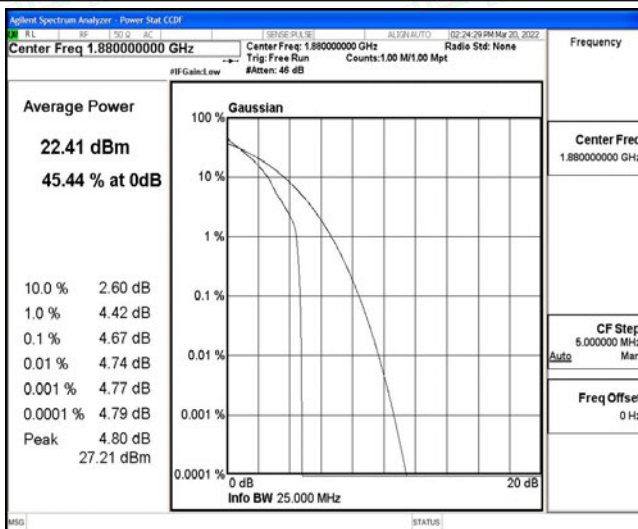 Agilent Spectrum Analyzer - Power Stat CCDF
RL RF 50 Ω AC SENSE:PULSE ALIGN AUTO 02:24:29 PM Mar 20, 2022
Center Freq 1.880000000 GHz
Center Freq: 1.880000000 GHz Radio Std: None
Trig: Free Run Counts:1.00 M/1.00 Mpt
#IFGain:Low #Atten: 46 dB
Frequency
Average Power
22.41 dBm
45.44 % at 0dB
10.0 % 2.60 dB
1.0 % 4.42 dB
0.1 % 4.67 dB
0.01 % 4.74 dB
0.001 % 4.77 dB
0.0001 % 4.79 dB
Peak 4.80 dB
27.21 dBm
Gaussian
100 %
10 %
1 %
0.1 %
0.01 %
0.001 %
0.0001 %
0 dB 20 dB
Info BW 25.000 MHz
Center Freq
1.880000000 GHz
CF Step
5.000000 MHz
Auto Man
Freq Offset
0 Hz
MSG STATUS